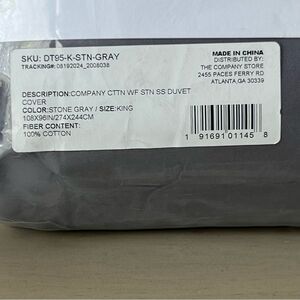 SKU: DT95-K-STN-GRAY
TRACKING#: 08192024_2008038
MADE IN CHINA
DISTRIBUTED BY:
THE COMPANY STORE
2455 PACES FERRY RD
ATLANTA,GA 30339
DESCRIPTION:COMPANY CTTN WF STN SS DUVET
COVER
COLOR:STONE GRAY / SIZE:KING
108X96IN/274X244CM
FIBER CONTENT:
100% COTTON
1 91691 01145 8